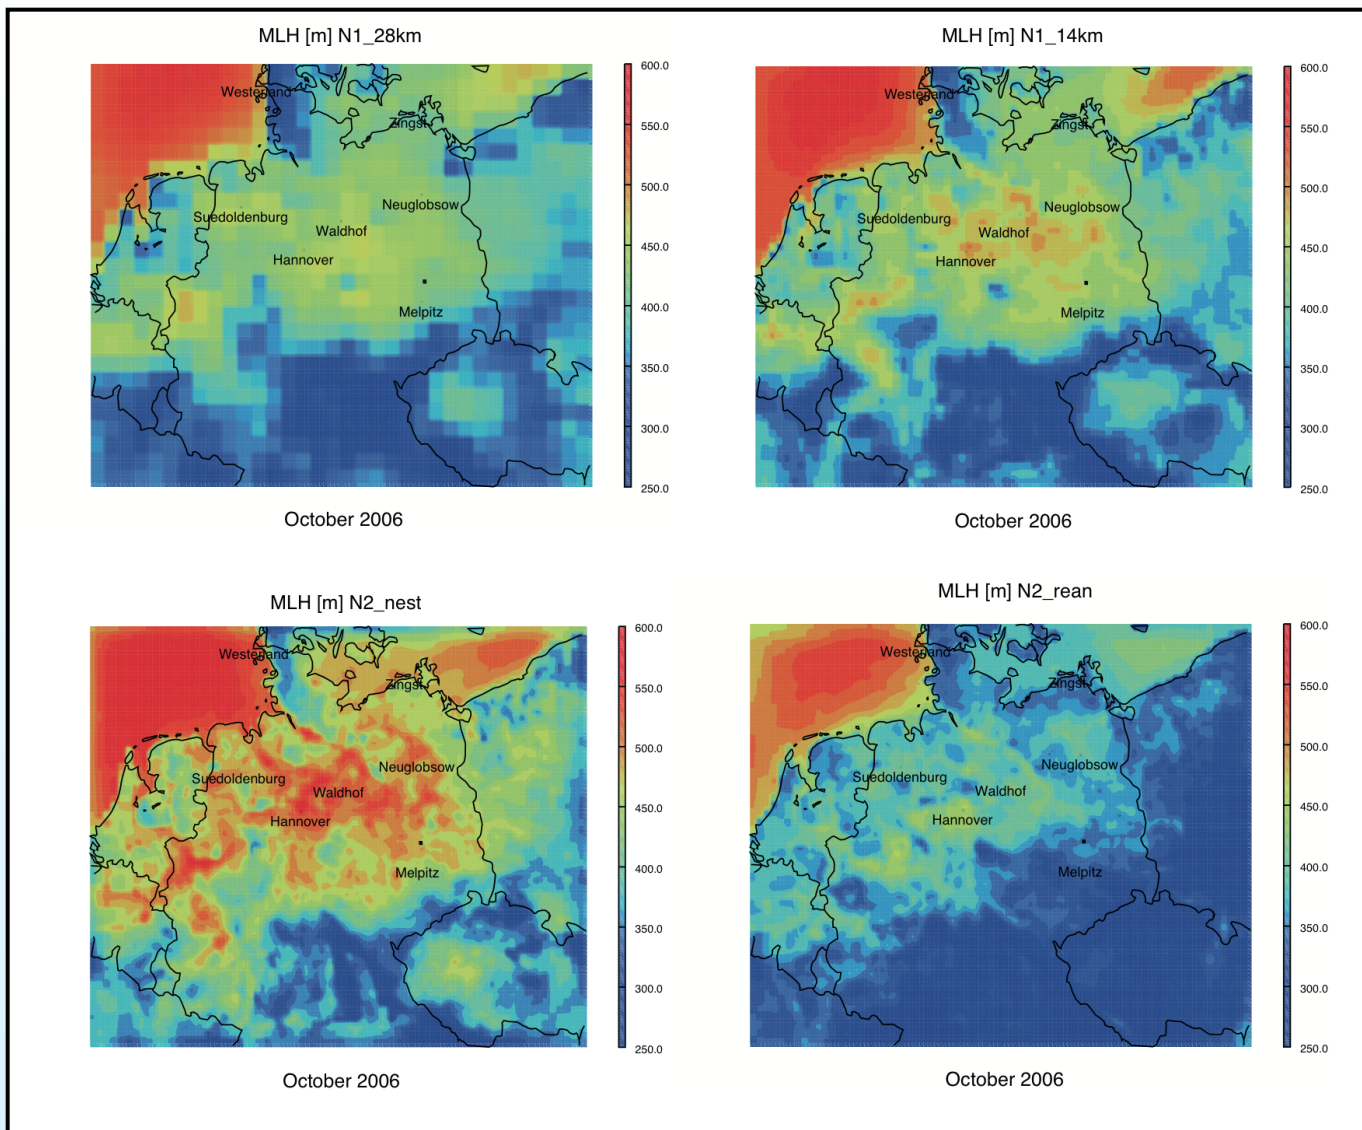 MLH [m] N1_28km
Westerland
Zingst
Neuglobsow
Suedoldenburg
Waldhof
Hannover
Melpitz
600.0
550.0
500.0
450.0
400.0
350.0
300.0
250.0
October 2006
MLH [m] N1_14km
Westerland
Zingst
Neuglobsow
Suedoldenburg
Waldhof
Hannover
Melpitz
600.0
550.0
500.0
450.0
400.0
350.0
300.0
250.0
October 2006
MLH [m] N2_nest
Westerland
Zingst
Neuglobsow
Suedoldenburg
Waldhof
Hannover
Melpitz
600.0
550.0
500.0
450.0
400.0
350.0
300.0
250.0
October 2006
MLH [m] N2_rean
Westerland
Zingst
Neuglobsow
Suedoldenburg
Waldhof
Hannover
Melpitz
600.0
550.0
500.0
450.0
400.0
350.0
300.0
250.0
October 2006